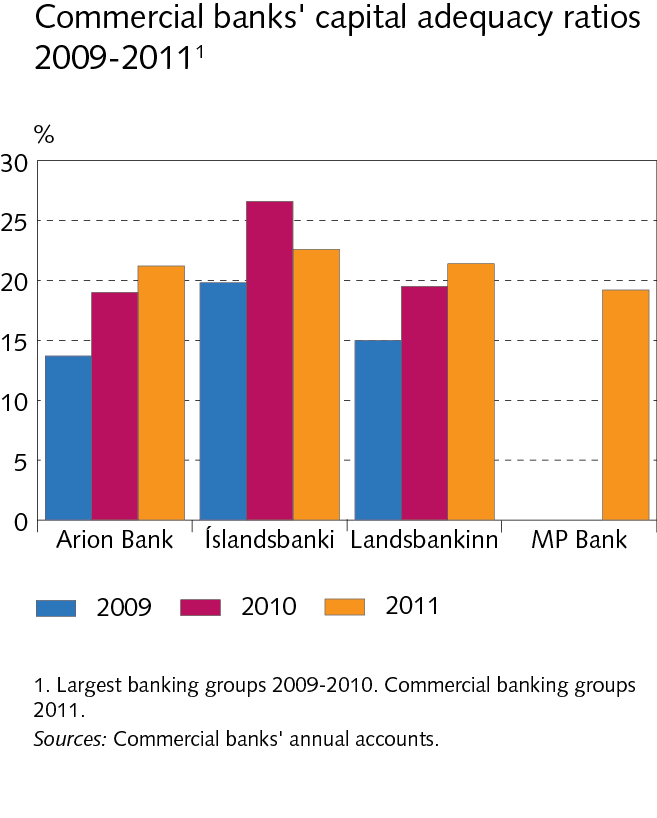 Commercial banks' capital adequacy ratios
2009-2011¹
%
30
25
20
15
10
5
0
Arion Bank Íslandsbanki Landsbankinn MP Bank
2009 2010 2011
1. Largest banking groups 2009-2010. Commercial banking groups
2011.
Sources: Commercial banks' annual accounts.